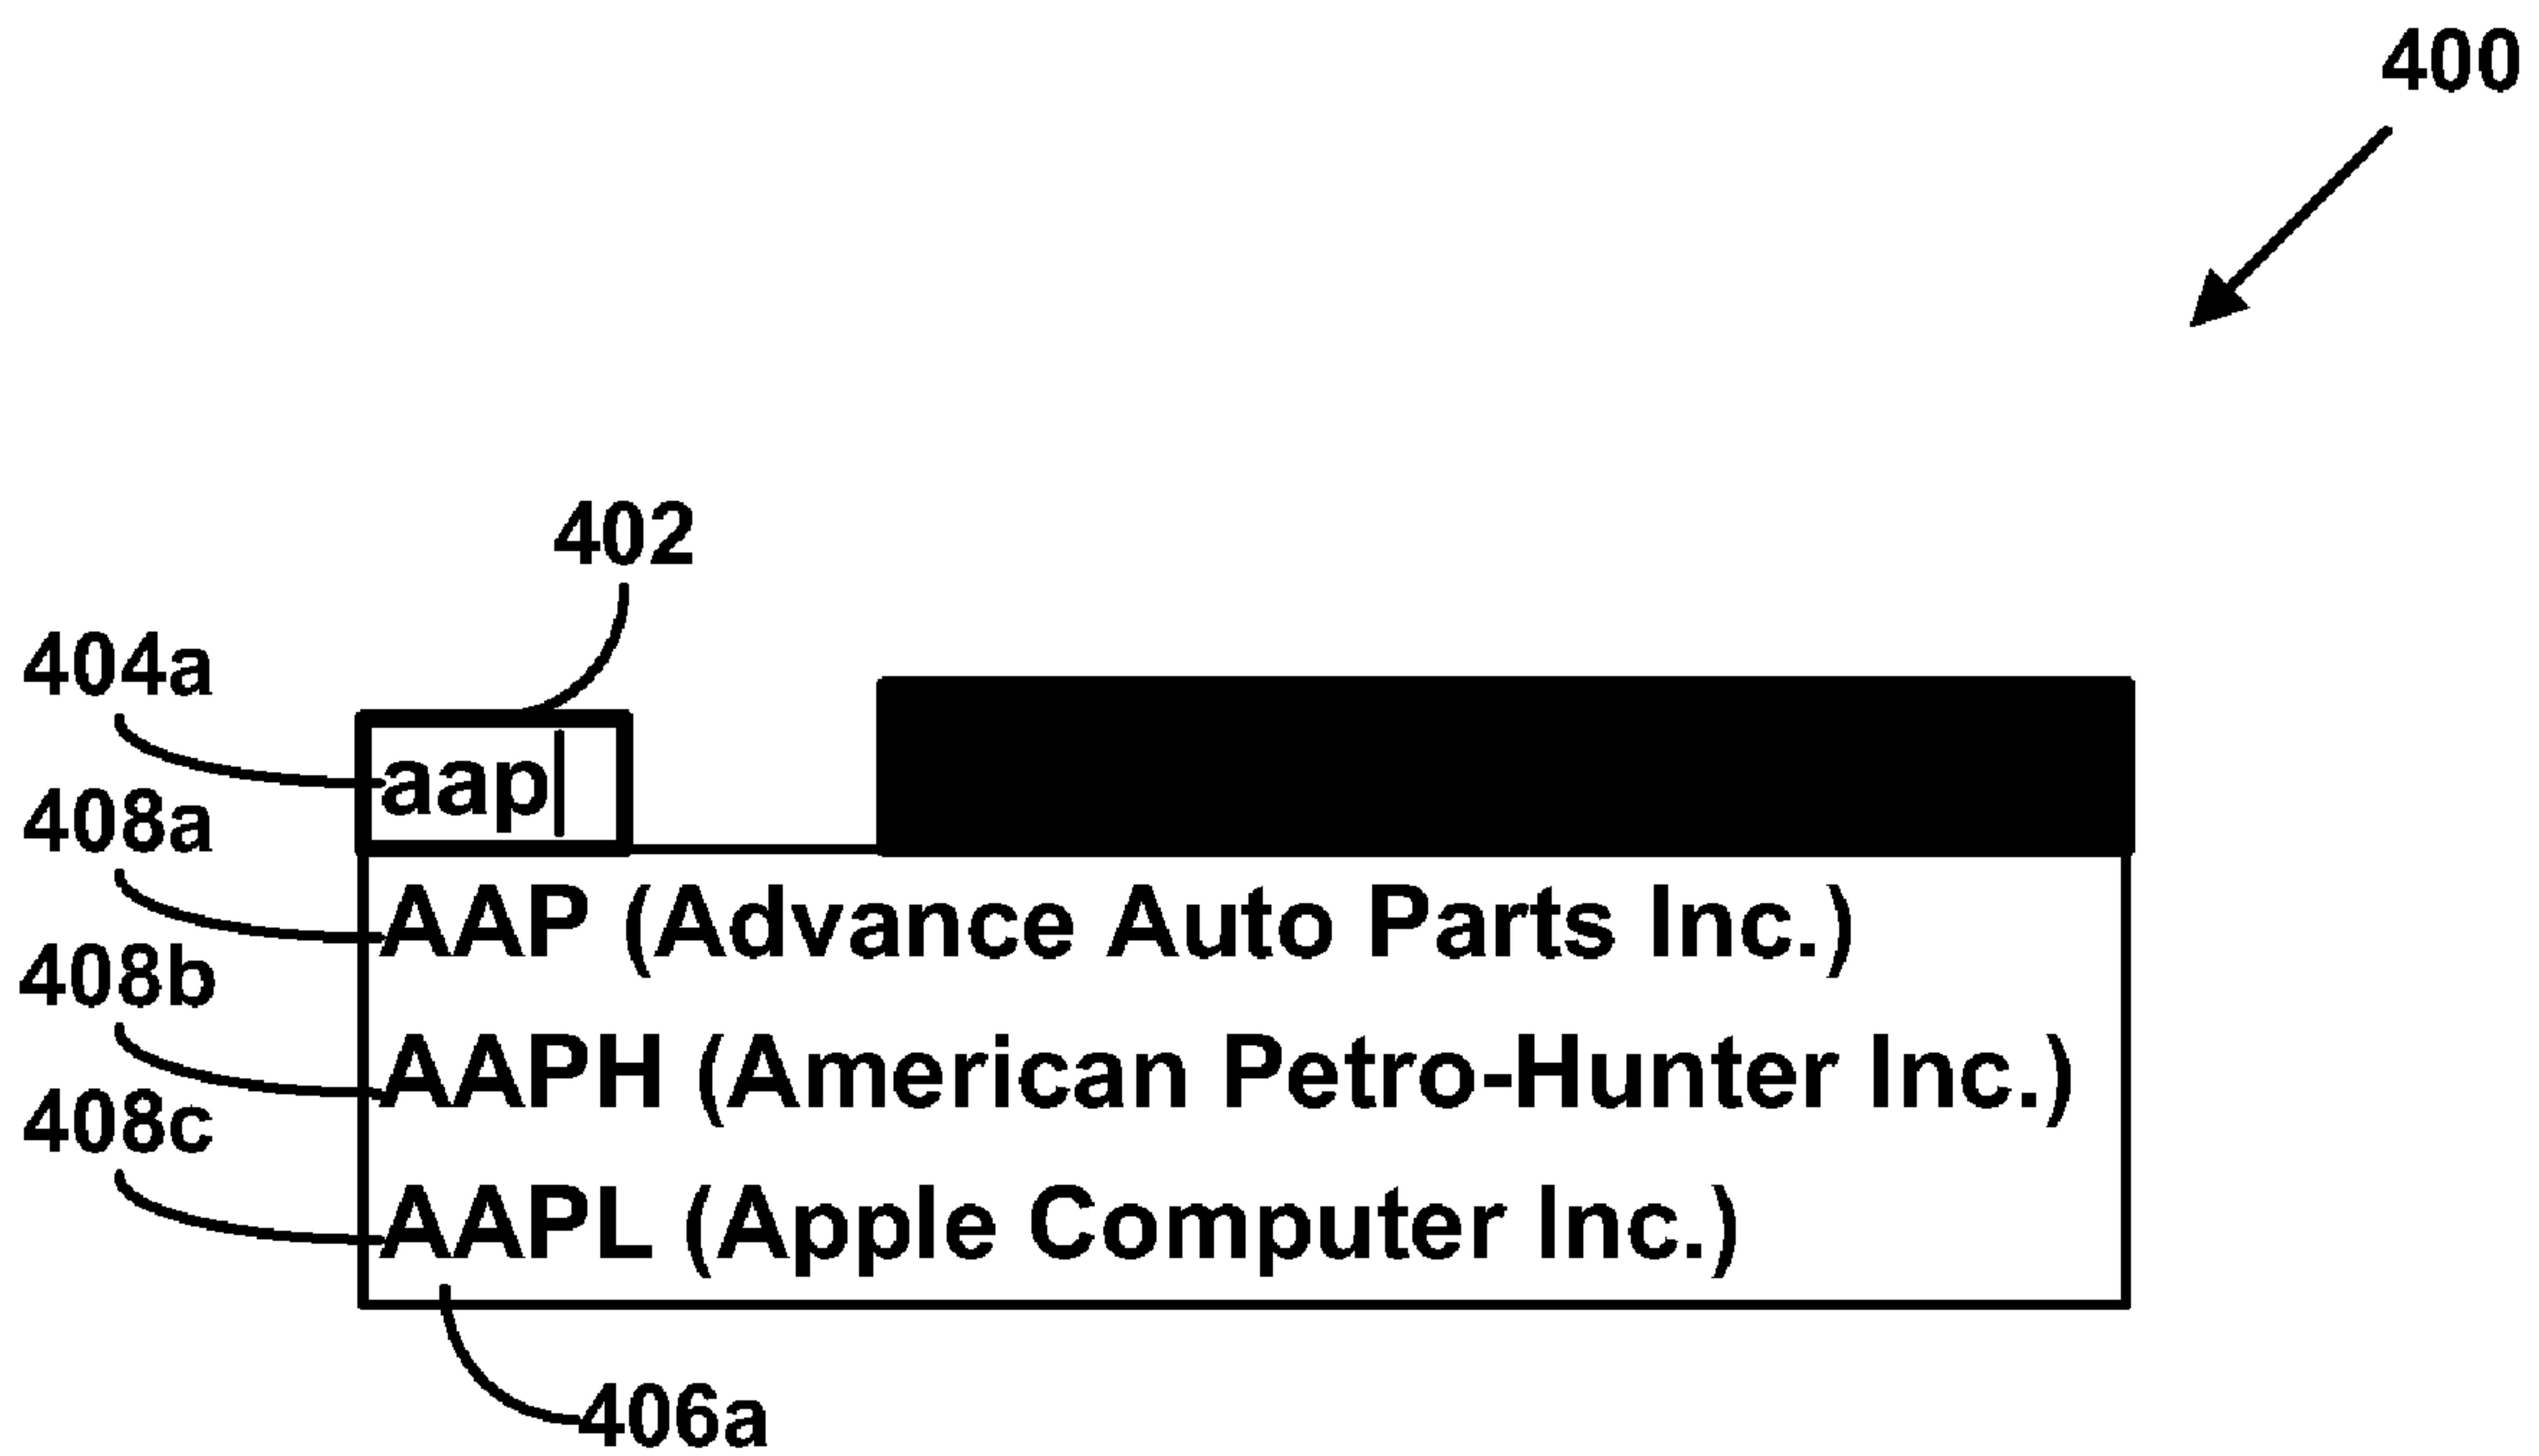 400
402
404a
aap
408a
AAP (Advance Auto Parts Inc.)
408b
AAPH (American Petro-Hunter Inc.)
408c
AAPL (Apple Computer Inc.)
406a